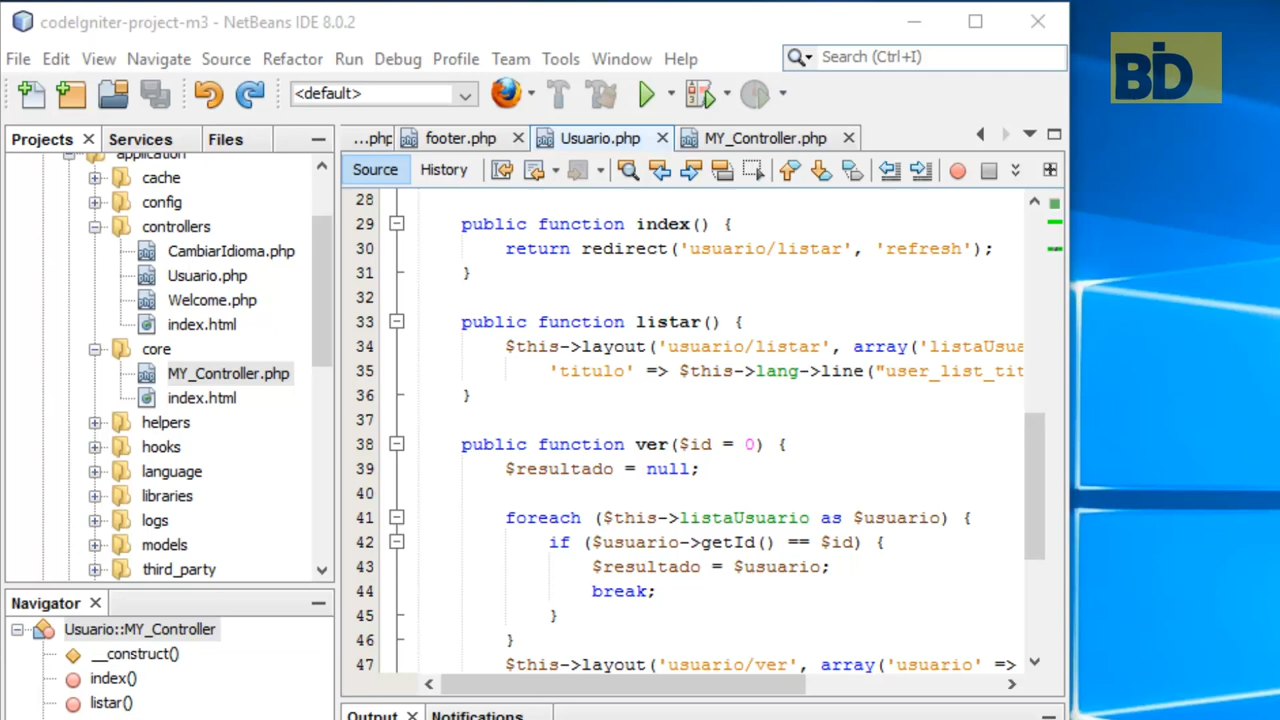 codeIgniter-project-m3 - NetBeans IDE 8.0.2
BID
File Edit View Navigate Source Refactor Run Debug Profile Team Tools Window Help
Search (Ctrl+I)
<default>
Projects Services Files
...php footer.php Usuario.php MY_Controller.php
Source History
application
cache
config
controllers
CambiarIdioma.php
Usuario.php
Welcome.php
index.html
core
MY_Controller.php
index.html
helpers
hooks
language
libraries
logs
models
third_party
28
29 public function index() {
30 return redirect('usuario/listar', 'refresh');
31 }
32
33 public function listar() {
34 $this->layout('usuario/listar', array('listaUsua
35 'titulo' => $this->lang->line("user_list_tit
36 }
37
38 public function ver($id = 0) {
39 $resultado = null;
40
41 foreach ($this->listaUsuario as $usuario) {
42 if ($usuario->getId() == $id) {
43 $resultado = $usuario;
44 break;
45 }
46 }
47 $this->layout('usuario/ver', array('usuario' =>
Navigator
Usuario::MY_Controller
__construct()
index()
listar()
Output Notifications